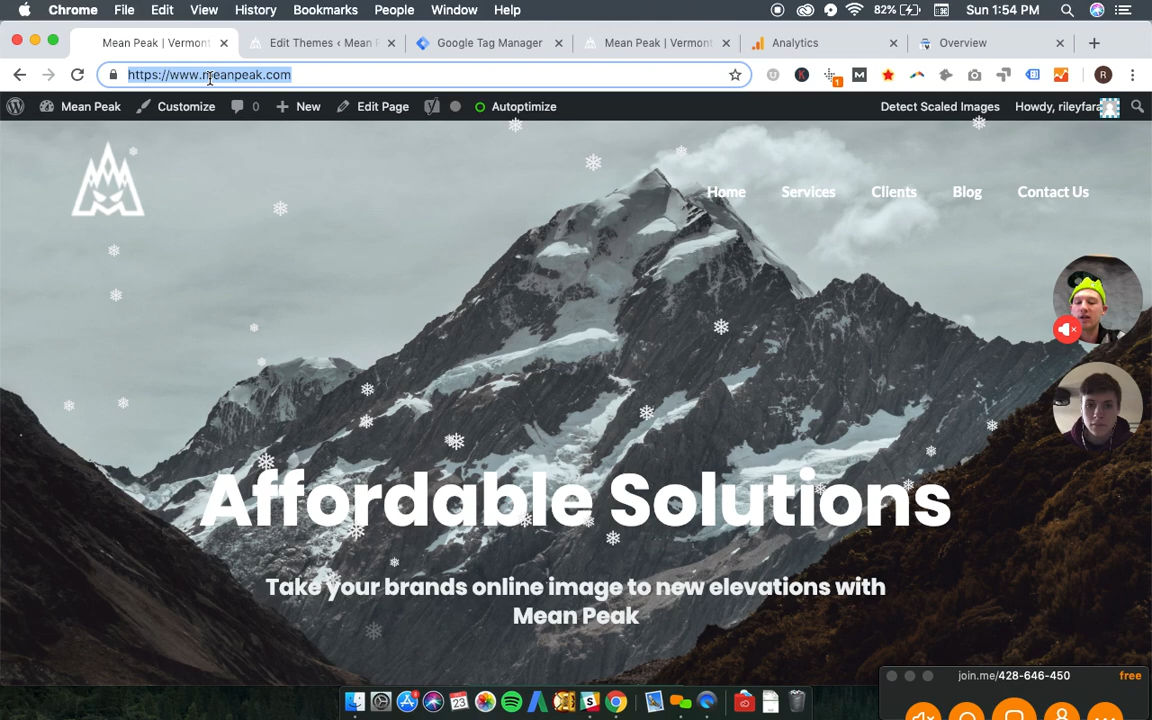 Chrome File Edit View History Bookmarks People Window Help 82% Sun 1:54 PM
Mean Peak | Vermont Edit Themes ‹ Mean P Google Tag Manager Mean Peak | Vermont Analytics Overview
https://www.meanpeak.com
Mean Peak Customize 0 New Edit Page Autoptimize Detect Scaled Images Howdy, rileyfara
Home Services Clients Blog Contact Us
Affordable Solutions
Take your brands online image to new elevations with
Mean Peak
join.me/428-646-450 free